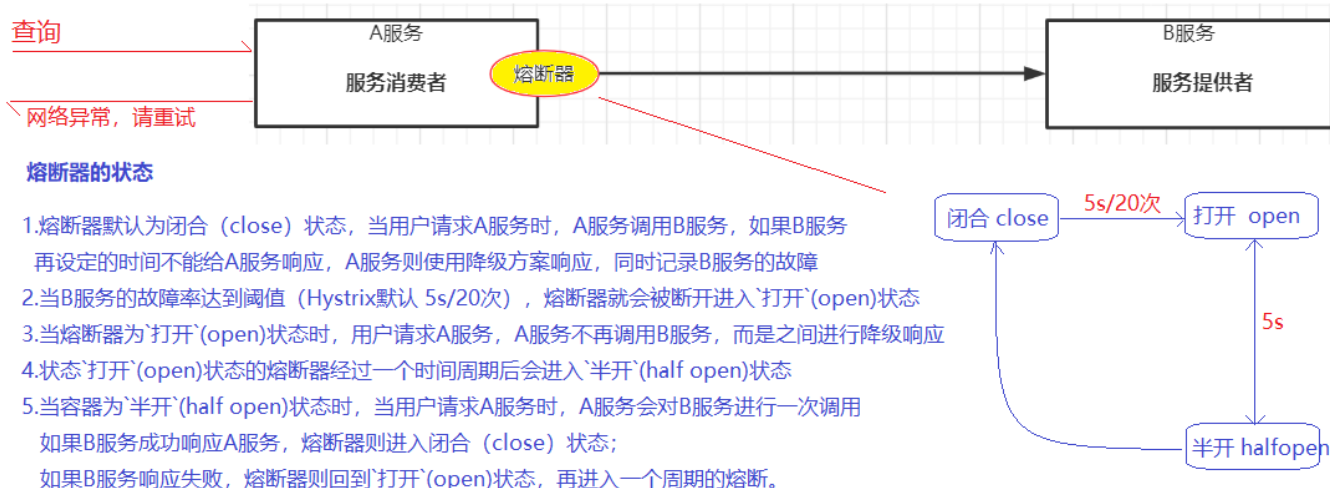 查询
A服务
服务消费者
熔断器
B服务
服务提供者
网络异常，请重试
熔断器的状态
1.熔断器默认为闭合（close）状态，当用户请求A服务时，A服务调用B服务，如果B服务
再设定的时间不能给A服务响应，A服务则使用降级方案响应，同时记录B服务的故障
2.当B服务的故障率达到阈值（Hystrix默认 5s/20次），熔断器就会被断开进入`打开`(open)状态
3.当熔断器为`打开`(open)状态时，用户请求A服务，A服务不再调用B服务，而是之间进行降级响应
4.状态`打开`(open)状态的熔断器经过一个时间周期后会进入`半开`(half open)状态
5.当容器为`半开`(half open)状态时，当用户请求A服务时，A服务会对B服务进行一次调用
如果B服务成功响应A服务，熔断器则进入闭合（close）状态；
如果B服务响应失败，熔断器则回到`打开`(open)状态，再进入一个周期的熔断。
闭合 close
5s/20次
打开 open
5s
半开 halfopen